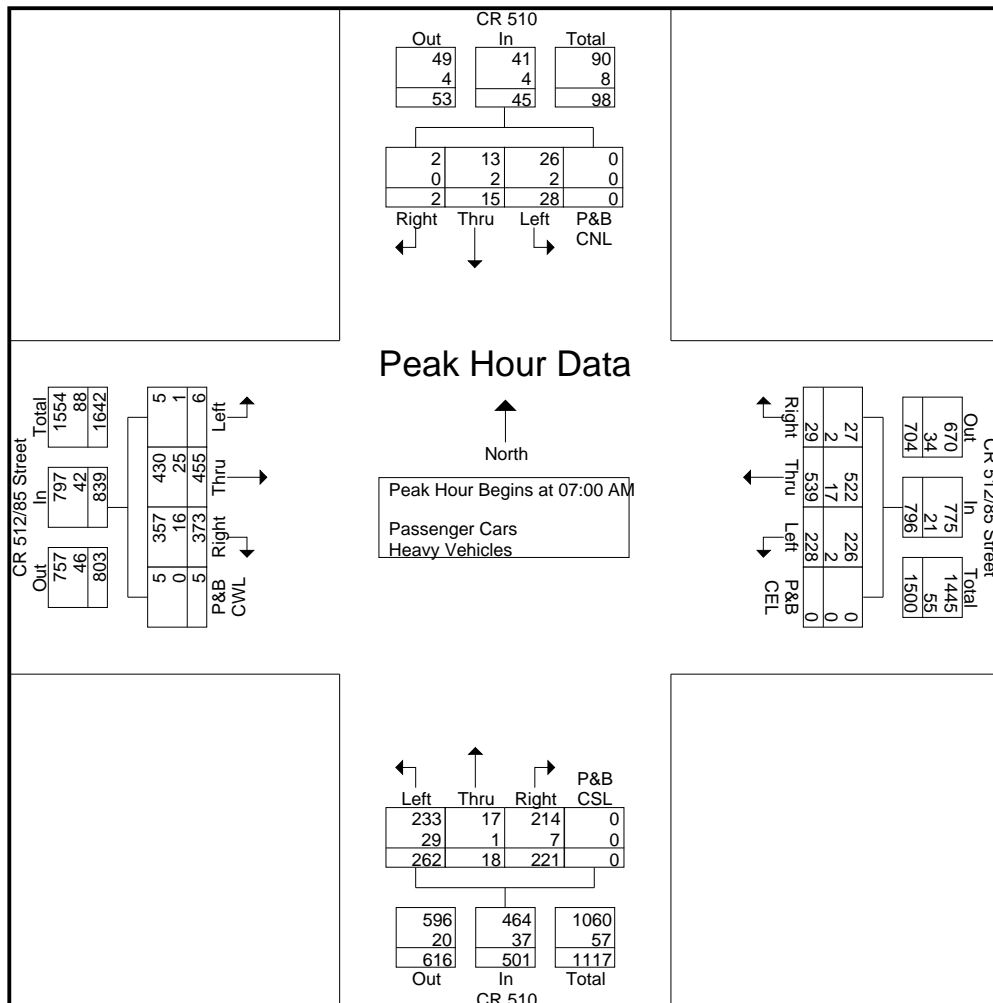 CR 510
Out In Total
49 41 90
4 4 8
53 45 98
2 13 26 0
0 2 2 0
2 15 28 0
Right Thru Left P&B
CNL
Peak Hour Data
North
Peak Hour Begins at 07:00 AM
Passenger Cars
Heavy Vehicles
CR 512/85 Street
Out In Total
757 797 1554
46 42 88
803 839 1642
5 357 430 5
0 16 25 1
5 373 455 6
P&B Right Thru Left
CWL
CR 512/85 Street
Out In Total
670 775 1445
34 21 55
704 796 1500
27 522 226 0
2 17 2 0
29 539 228 0
Right Thru Left P&B
CEL
P&B
Left Thru Right CSL
233 17 214 0
29 1 7 0
262 18 221 0
596 464 1060
20 37 57
616 501 1117
Out In Total
CR 510